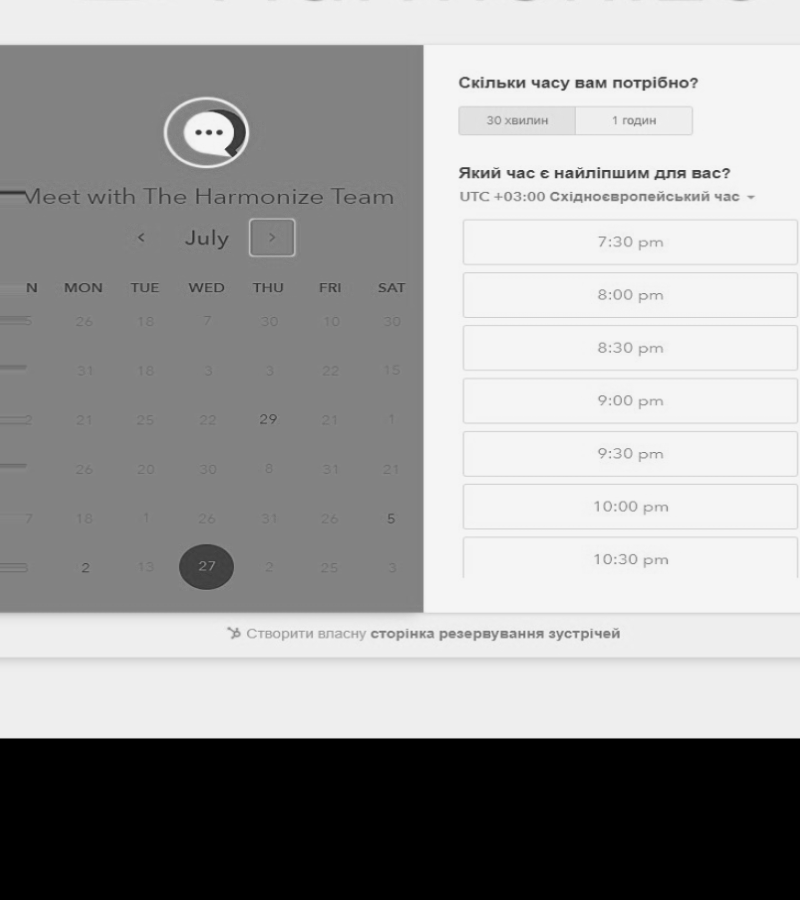 Meet with The Harmonize Team
< July >
N MON TUE WED THU FRI SAT
5 26 18 7 30 10 30
31 18 3 3 22 15
2 21 25 22 29 21 1
26 20 30 8 31 21
7 18 1 26 31 26 5
2 13 27 2 25 3
Скільки часу вам потрібно?
30 хвилин 1 годин
Який час є найліпшим для вас?
UTC +03:00 Східноєвропейський час
7:30 pm
8:00 pm
8:30 pm
9:00 pm
9:30 pm
10:00 pm
10:30 pm
Створити власну сторінка резервування зустрічей